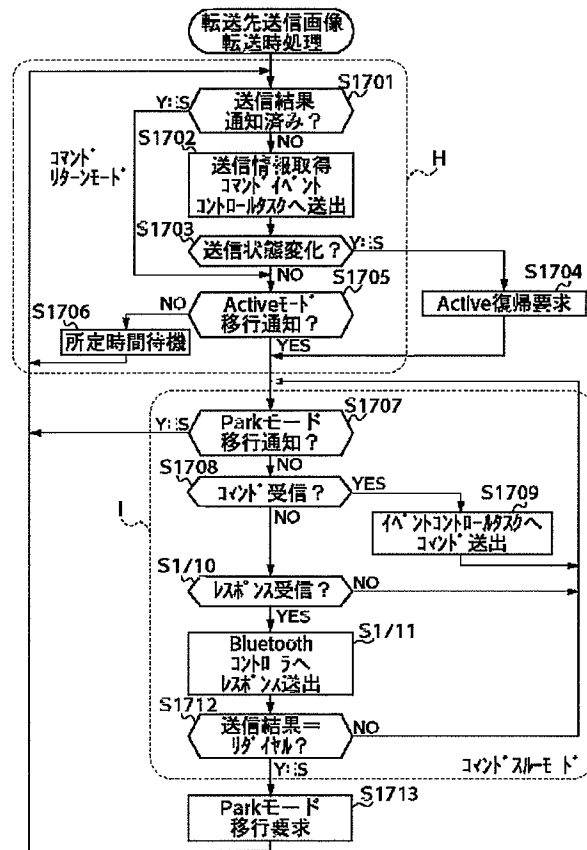 転送先送信画像
転送時処理
S1701
YES
送信結果
通知済み？
NO
S1702
コマンド
リターンモード
H
送信情報取得
コマンドイベント
コントロールタスクへ送出
S1703
送信状態変化？
YES
NO
S1704
Active復帰要求
S1705
Activeモード
移行通知？
NO
S1706
所定時間待機
YES
S1707
YES
Parkモード
移行通知？
NO
S1708
コマンド受信？
YES
I
NO
S1709
イベントコントロールタスクへ
コマンド送出
S1/10
レスポンス受信？
NO
YES
S1/11
Bluetooth
コントローラへ
レスポンス送出
S1712
送信結果＝
リダイヤル？
NO
YES
コマンドスルーモード
S1713
Parkモード
移行要求